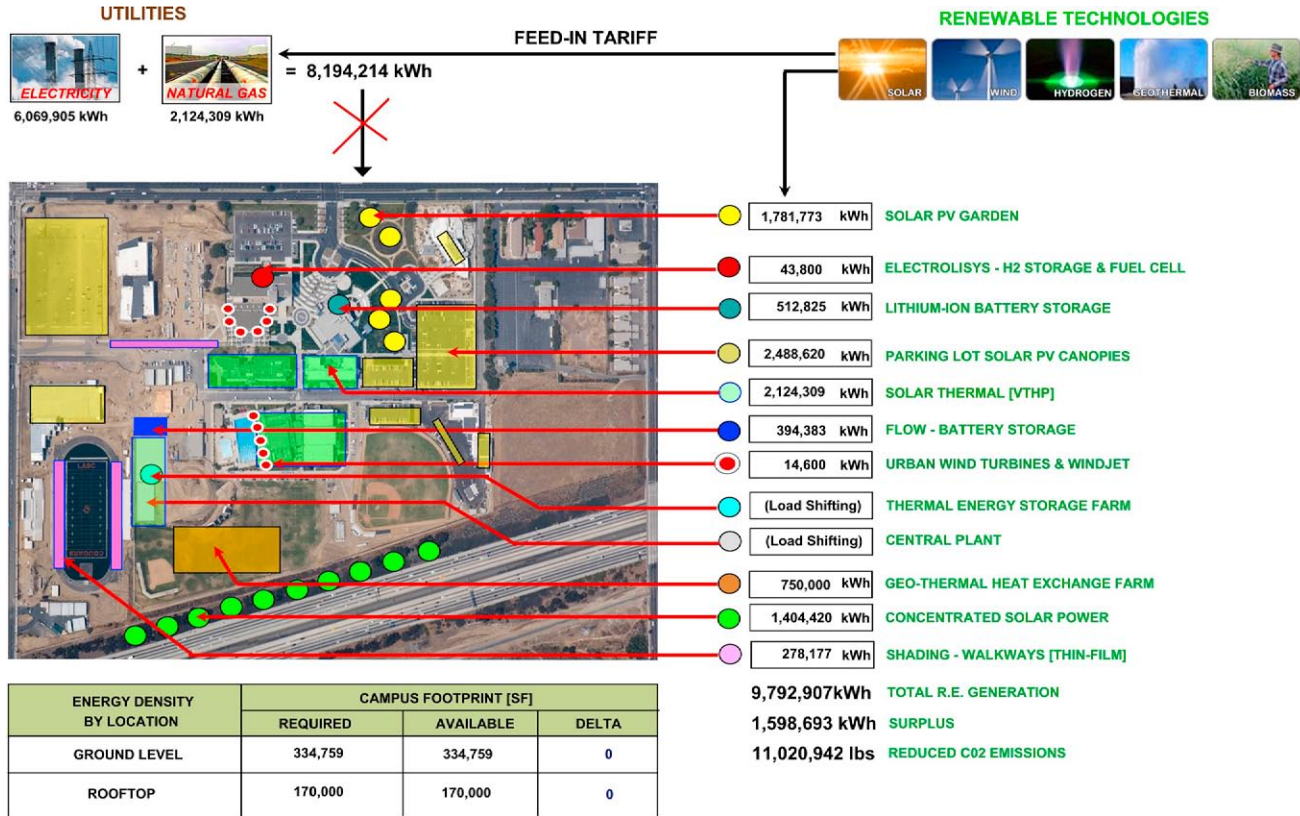 UTILITIES
RENEWABLE TECHNOLOGIES
FEED-IN TARIFF
ELECTRICITY
+
NATURAL GAS
= 8,194,214 kWh
6,069,905 kWh
2,124,309 kWh
SOLAR
WIND
HYDROGEN
GEOTHERMAL
BIOMASS
1,781,773 kWh SOLAR PV GARDEN
43,800 kWh ELECTROLISYS - H2 STORAGE & FUEL CELL
512,825 kWh LITHIUM-ION BATTERY STORAGE
2,488,620 kWh PARKING LOT SOLAR PV CANOPIES
2,124,309 kWh SOLAR THERMAL [VTHP]
394,383 kWh FLOW - BATTERY STORAGE
14,600 kWh URBAN WIND TURBINES & WINDJET
(Load Shifting) THERMAL ENERGY STORAGE FARM
(Load Shifting) CENTRAL PLANT
750,000 kWh GEO-THERMAL HEAT EXCHANGE FARM
1,404,420 kWh CONCENTRATED SOLAR POWER
278,177 kWh SHADING - WALKWAYS [THIN-FILM]
9,792,907kWh TOTAL R.E. GENERATION
1,598,693 kWh SURPLUS
11,020,942 lbs REDUCED C02 EMISSIONS
LASC
COUGARS
ENERGY DENSITY
BY LOCATION
CAMPUS FOOTPRINT [SF]
REQUIRED AVAILABLE DELTA
GROUND LEVEL 334,759 334,759 0
ROOFTOP 170,000 170,000 0